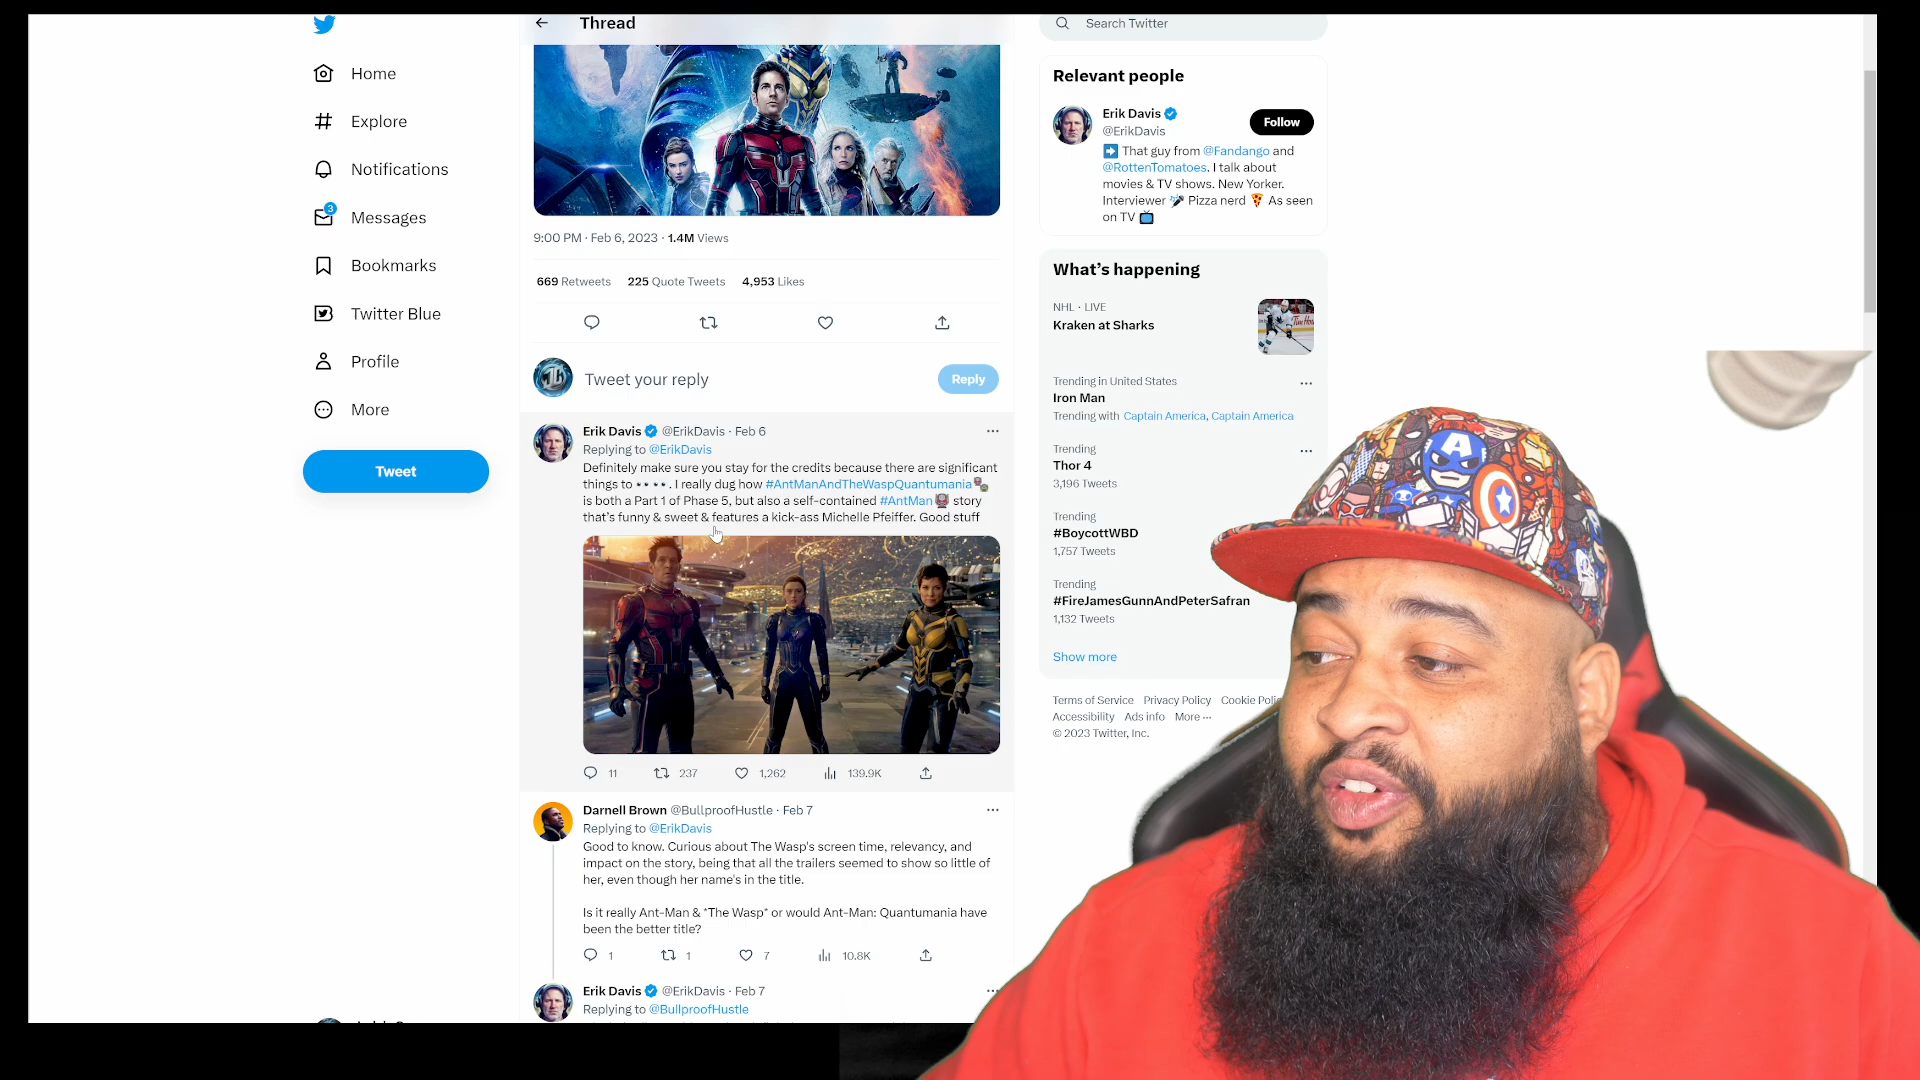 Home
Explore
Notifications
3
Messages
Bookmarks
Twitter Blue
Profile
More
Tweet
Thread
9:00 PM · Feb 6, 2023 · 1.4M Views
669 Retweets 225 Quote Tweets 4,953 Likes
Tweet your reply
Reply
Erik Davis @ErikDavis · Feb 6
Replying to @ErikDavis
Definitely make sure you stay for the credits because there are significant
things to 👀👀. I really dug how #AntManAndTheWaspQuantumania
is both a Part 1 of Phase 5, but also a self-contained #AntMan story
that's funny & sweet & features a kick-ass Michelle Pfeiffer. Good stuff
11 237 1,262 139.9K
Darnell Brown @BullproofHustle · Feb 7
Replying to @ErikDavis
Good to know. Curious about The Wasp's screen time, relevancy, and
impact on the story, being that all the trailers seemed to show so little of
her, even though her name's in the title.
Is it really Ant-Man & *The Wasp* or would Ant-Man: Quantumania have
been the better title?
1 1 7 10.8K
Erik Davis @ErikDavis · Feb 7
Replying to @BullproofHustle
Search Twitter
Relevant people
Erik Davis
Follow
@ErikDavis
➡️ That guy from @Fandango and
@RottenTomatoes. I talk about
movies & TV shows. New Yorker.
Interviewer 🎤 Pizza nerd 🍕 As seen
on TV 📺
What's happening
NHL · LIVE
Kraken at Sharks
Trending in United States
Iron Man
Trending with Captain America, Captain America
Trending
Thor 4
3,196 Tweets
Trending
#BoycottWBD
1,757 Tweets
Trending
#FireJamesGunnAndPeterSafran
1,132 Tweets
Show more
Terms of Service Privacy Policy Cookie
Accessibility Ads info More ···
© 2023 Twitter, Inc.